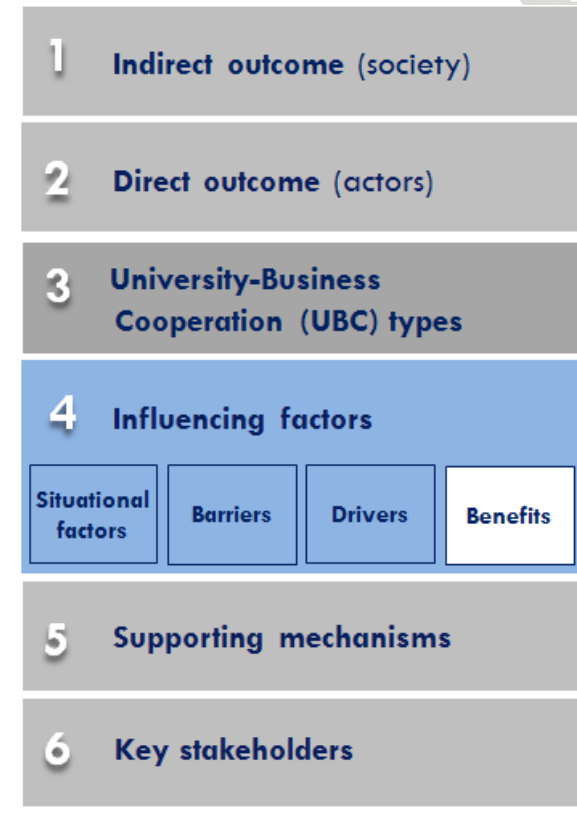 1 Indirect outcome (society)
2 Direct outcome (actors)
3 University-Business
Cooperation (UBC) types
4 Influencing factors
Situational
factors
Barriers
Drivers
Benefits
5 Supporting mechanisms
6 Key stakeholders